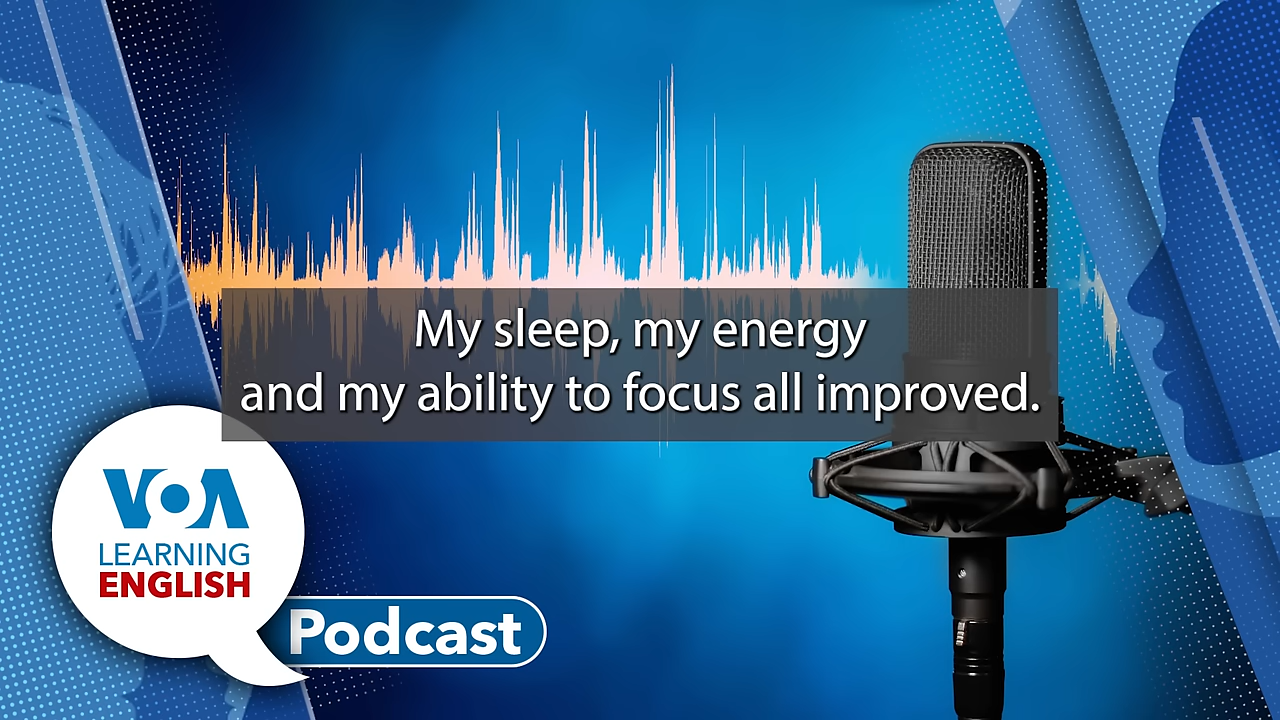 My sleep, my energy
and my ability to focus all improved.
VOA
LEARNING
ENGLISH
Podcast